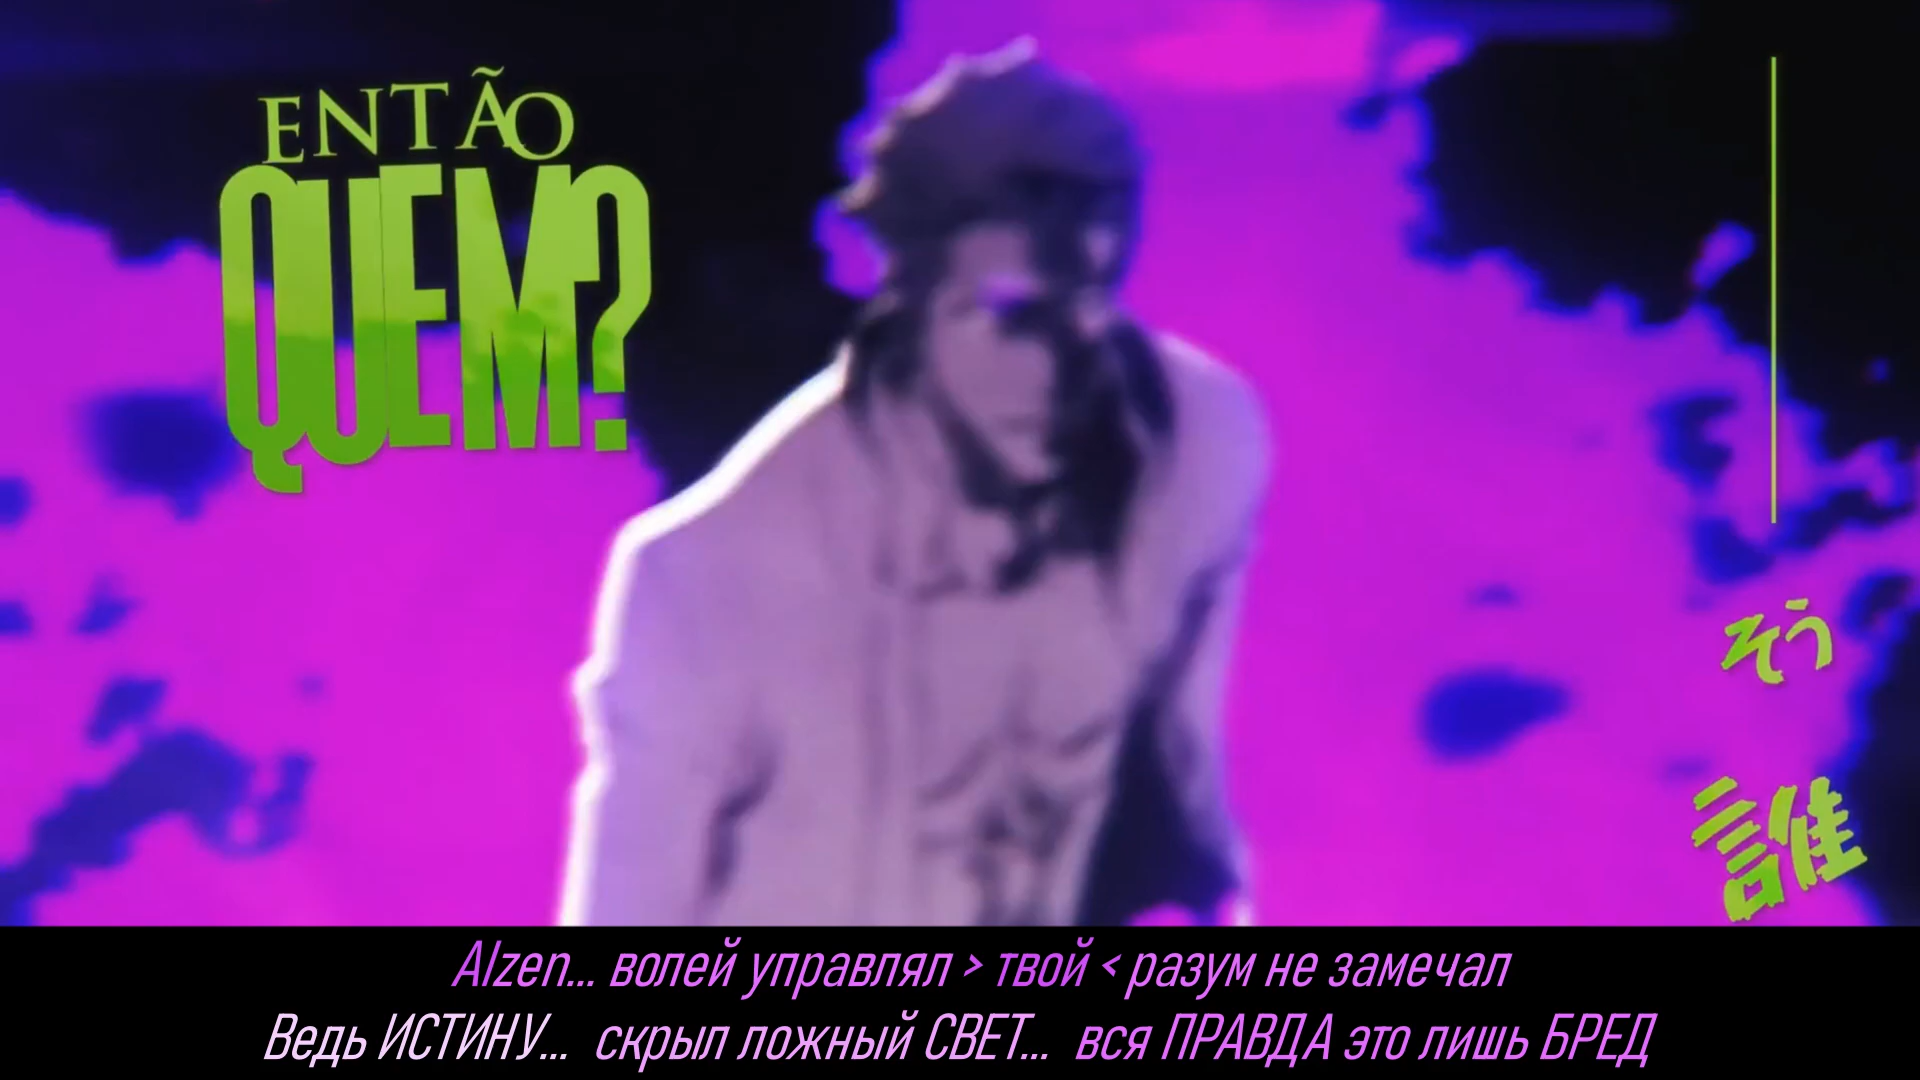 ENTÃO
QUEM?
そう
誰
AIzen... волей управлял > твой < разум не замечал
Ведь ИСТИНУ... скрыл ложный СВЕТ... вся ПРАВДА это лишь БРЕД